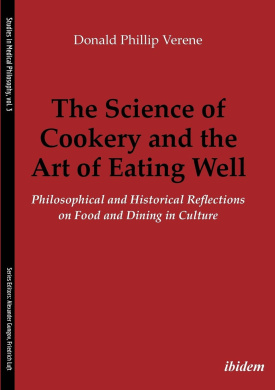 Donald Phillip Verene
The Science of
Cookery and the
Art of Eating Well
Philosophical and Historical Reflections
on Food and Dining in Culture
ibidem
Studies in Medical Philosophy, vol. 3
Series Editors: Alexander Gungov, Friedrich Luft